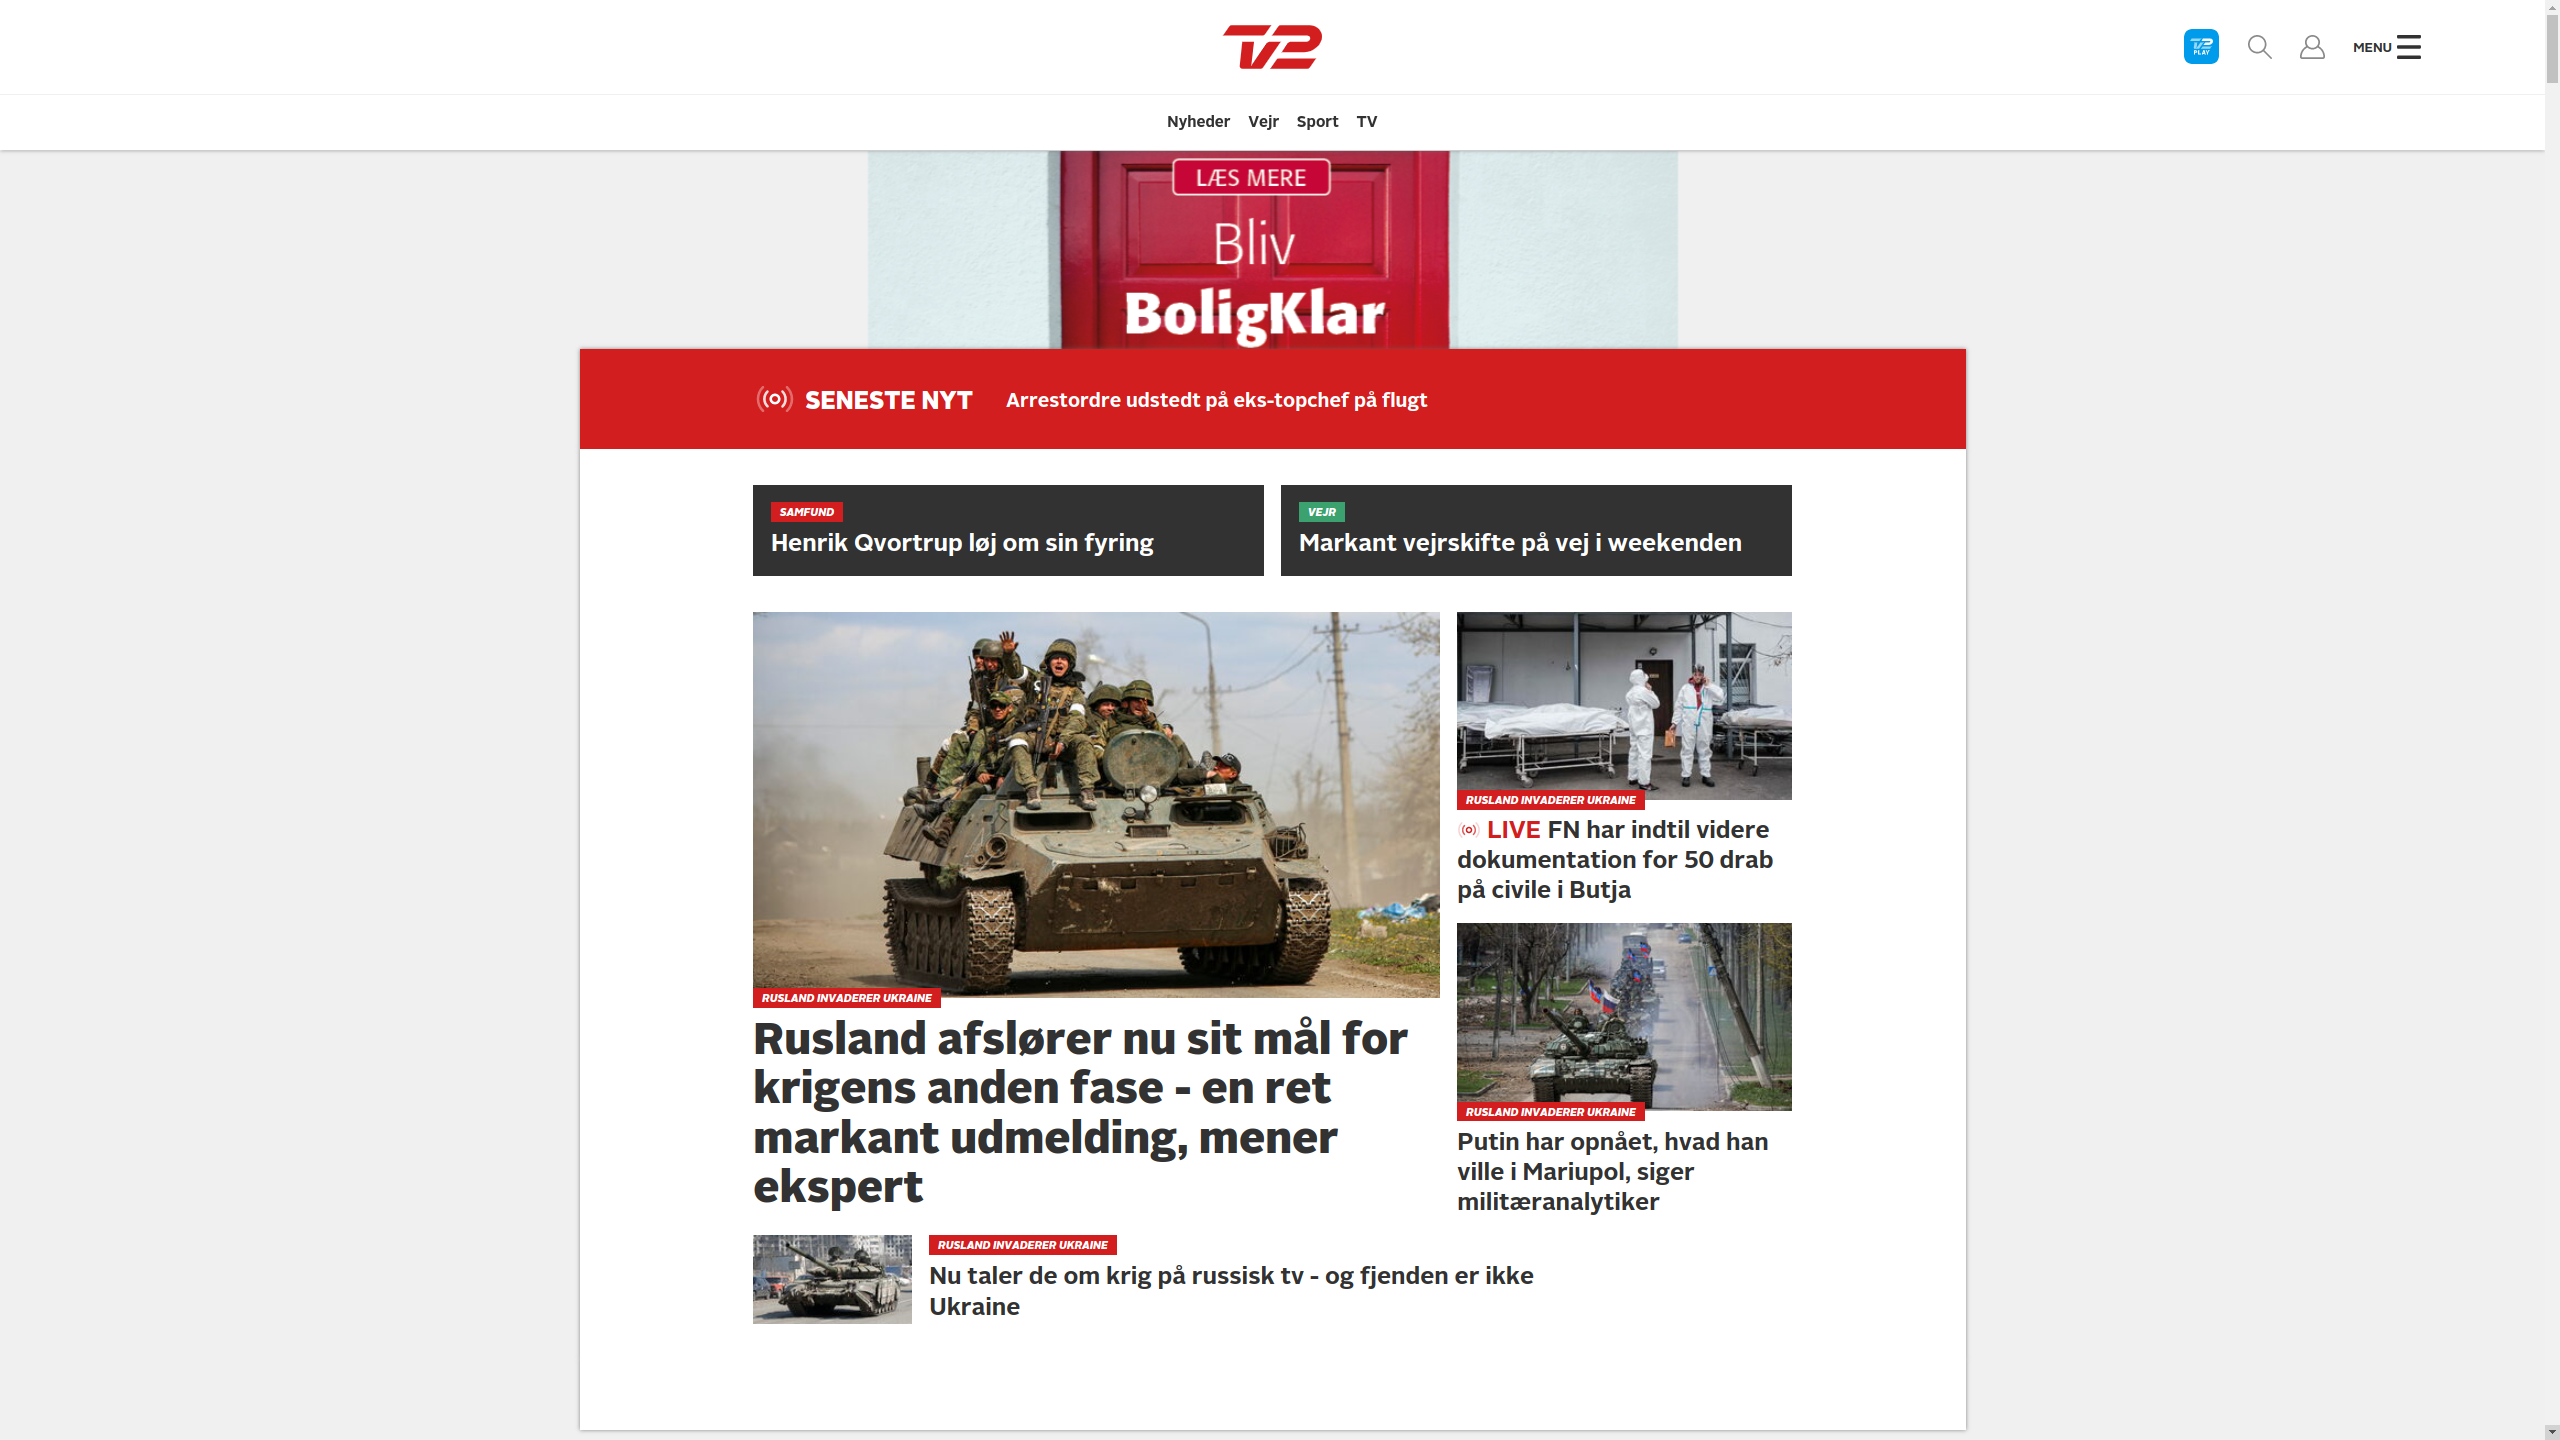 TV2
TV2
PLAY
MENU
Nyheder
Vejr
Sport
TV
LÆS MERE
Bliv
BoligKlar
SENESTE NYT
Arrestordre udstedt på eks-topchef på flugt
SAMFUND
Henrik Qvortrup løj om sin fyring
VEJR
Markant vejrskifte på vej i weekenden
RUSLAND INVADERER UKRAINE
Rusland afslører nu sit mål for
krigens anden fase - en ret
markant udmelding, mener
ekspert
RUSLAND INVADERER UKRAINE
LIVE FN har indtil videre
dokumentation for 50 drab
på civile i Butja
RUSLAND INVADERER UKRAINE
Putin har opnået, hvad han
ville i Mariupol, siger
militæranalytiker
RUSLAND INVADERER UKRAINE
Nu taler de om krig på russisk tv - og fjenden er ikke
Ukraine